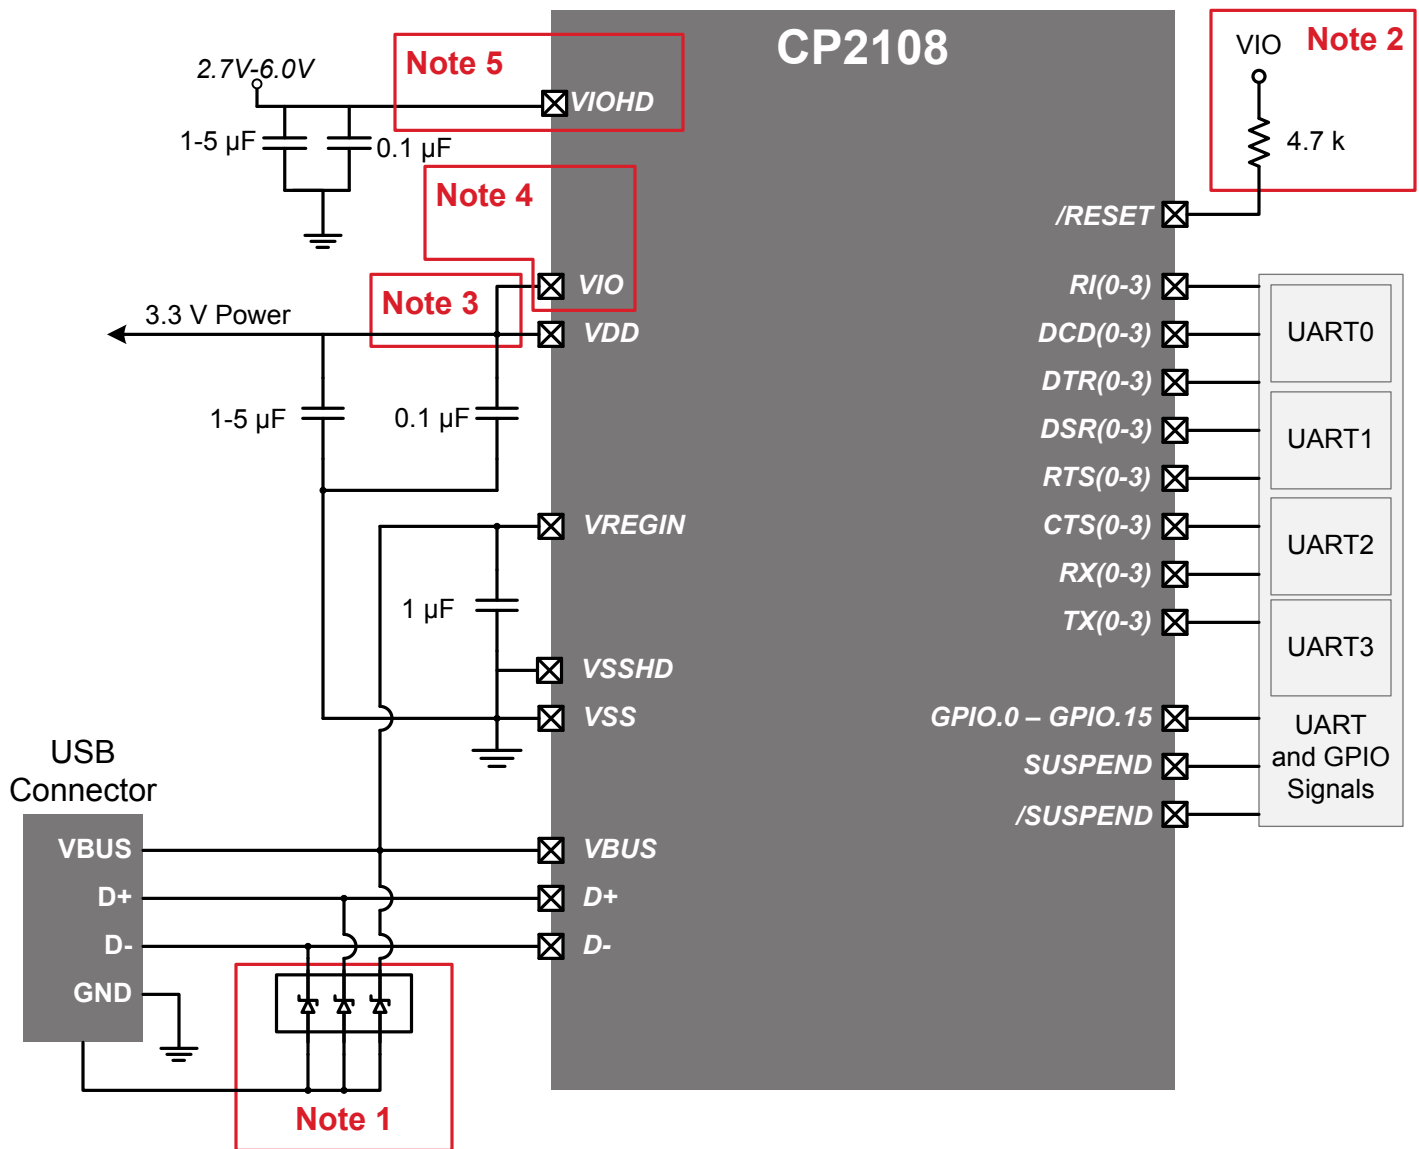 CP2108
Note 5
2.7V-6.0V
VIOHD
1-5 µF
0.1 µF
VIO
Note 2
4.7 k
/RESET
Note 4
VIO
Note 3
3.3 V Power
VDD
1-5 µF
0.1 µF
VREGIN
1 µF
VSSHD
VSS
RI(0-3)
DCD(0-3)
DTR(0-3)
DSR(0-3)
RTS(0-3)
CTS(0-3)
RX(0-3)
TX(0-3)
GPIO.0 – GPIO.15
SUSPEND
/SUSPEND
UART0
UART1
UART2
UART3
UART
and GPIO
Signals
USB
Connector
VBUS
D+
D-
GND
VBUS
D+
D-
Note 1